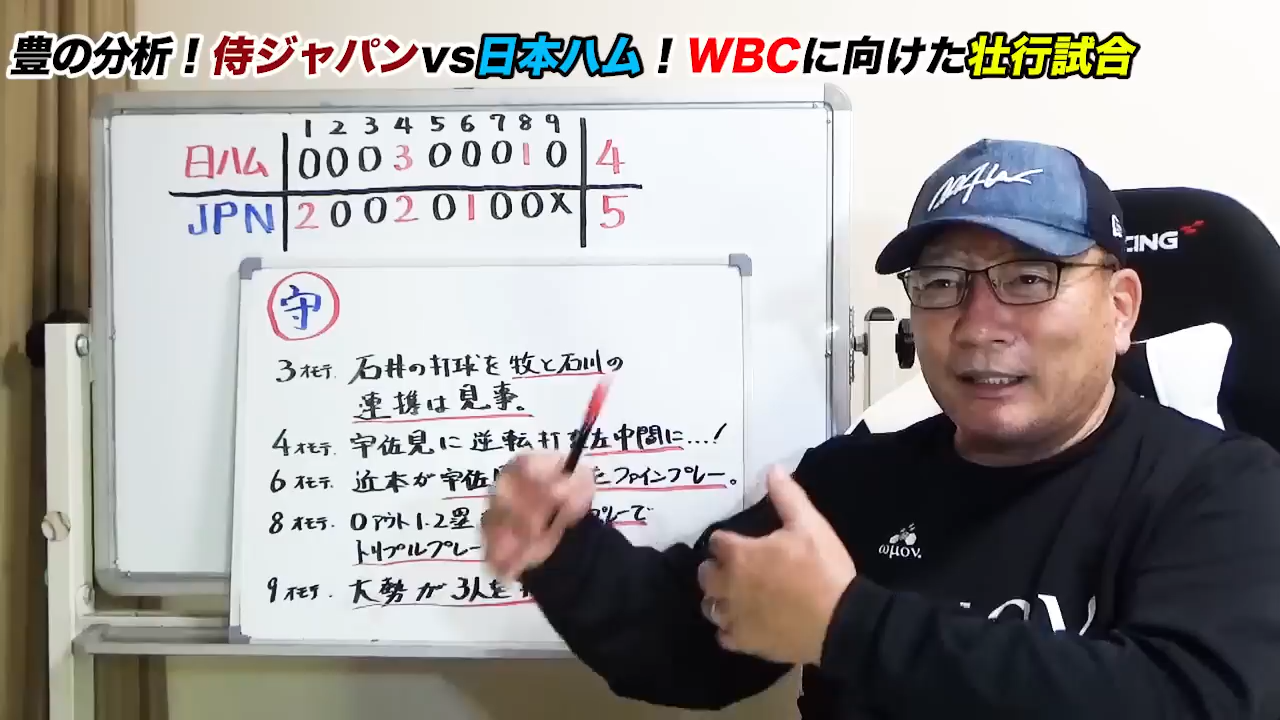 豊の分析！侍ジャパンvs日本ハム！WBCに向けた壮行試合
1 2 3 4 5 6 7 8 9
日ハム 0 0 0 3 0 0 0 1 0 4
JPN 2 0 0 2 0 1 0 0 x 5
守
3オモテ. 石井の打球を牧と石川の
連携は見事。
4オモテ. 宇佐見に逆転打 左中間に…！
6オモテ. 近本が宇佐 をファインプレー。
8オモテ. 0アウト1.2塁 プレーで
トリプルプレー
9オモテ. 大勢が3人を
CING
ωμον.